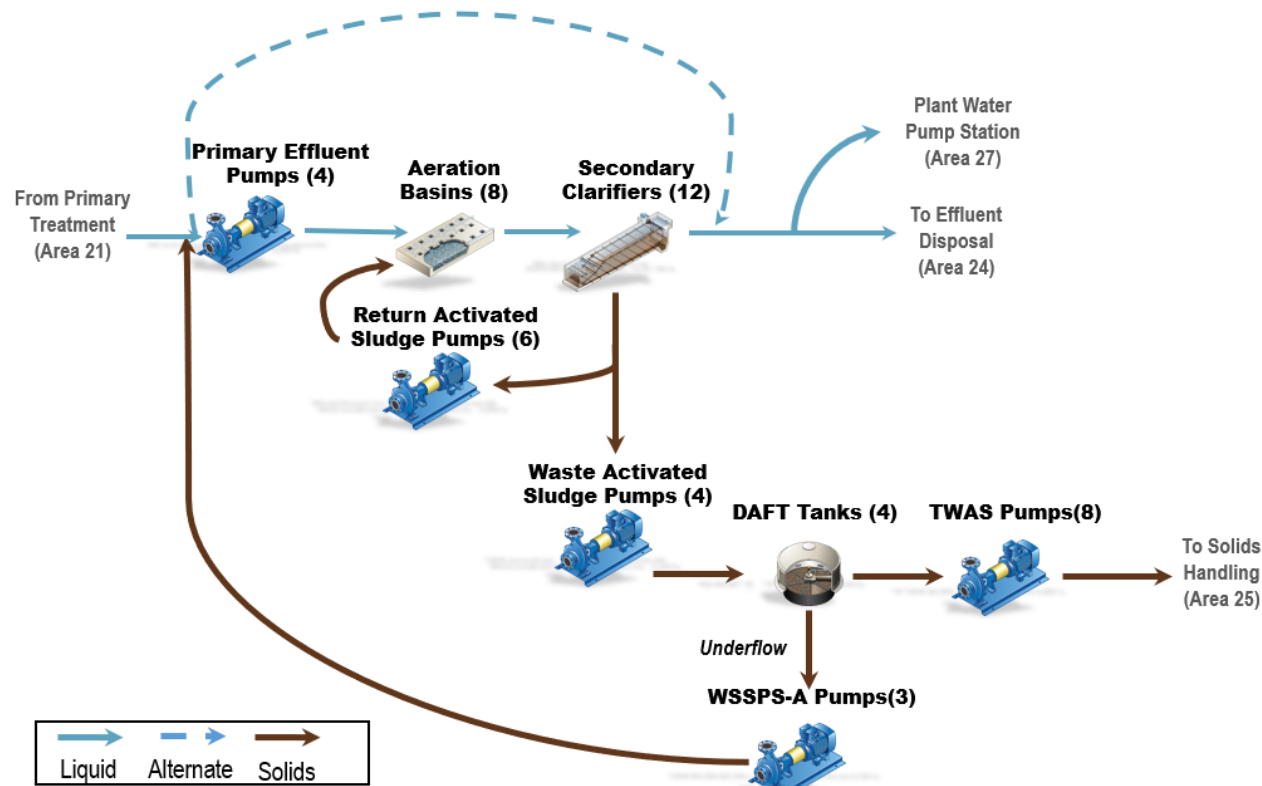 Primary Effluent
Pumps (4)
Aeration
Basins (8)
Secondary
Clarifiers (12)
Plant Water
Pump Station
(Area 27)
From Primary
Treatment
(Area 21)
To Effluent
Disposal
(Area 24)
Return Activated
Sludge Pumps (6)
Waste Activated
Sludge Pumps (4)
DAFT Tanks (4)
TWAS Pumps(8)
To Solids
Handling
(Area 25)
Underflow
WSSPS-A Pumps(3)
Liquid
Alternate
Solids